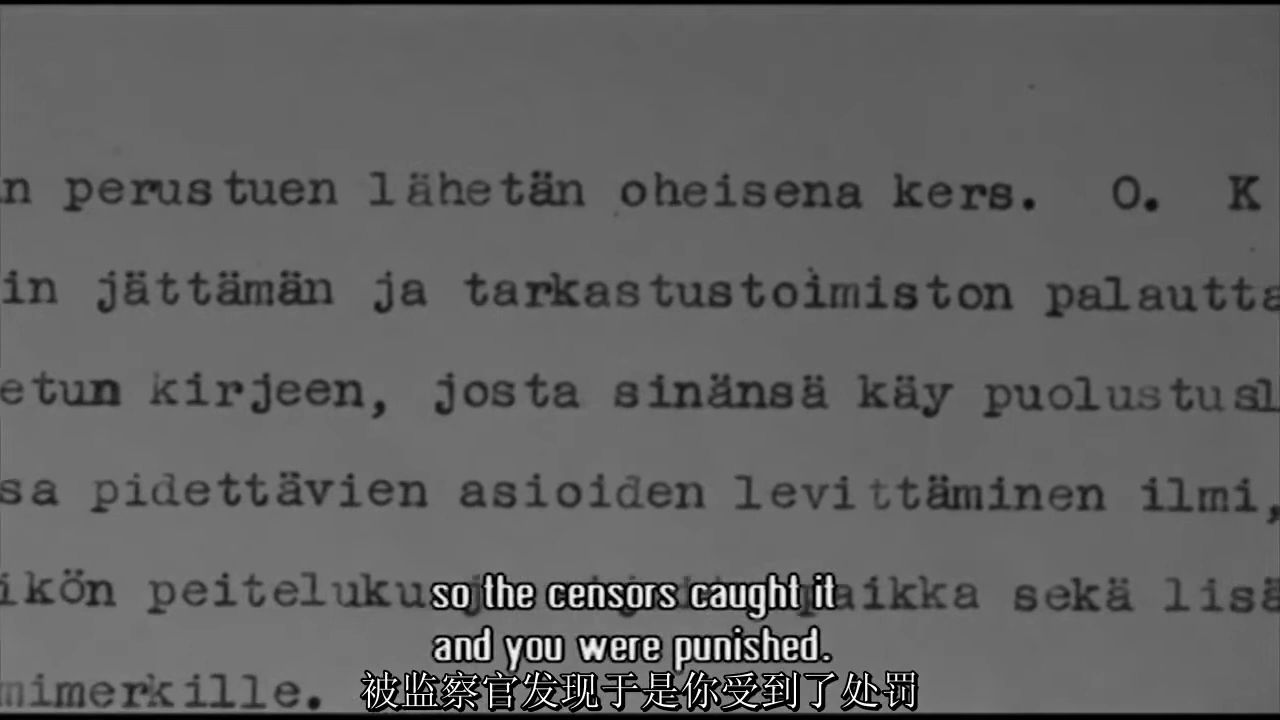 n perustuen lähetän oheisena kers. O. K
in jättämän ja tarkastustoimiston palautta
etun kirjeen, josta sinänsä käy puolustusl
sa pidettävien asioiden levittäminen ilmi,
ikön peiteluku aikka sekä lisä
mimerkille.
so the censors caught it
and you were punished.
被监察官发现于是你受到了处罚